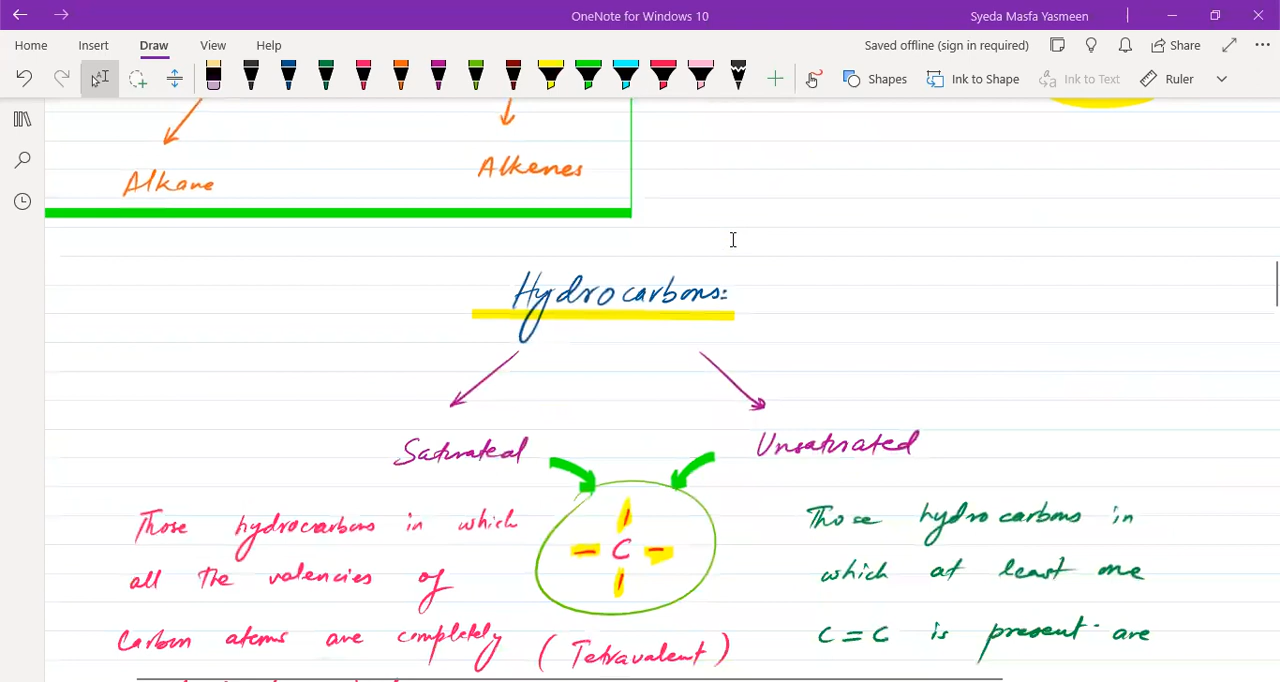 OneNote for Windows 10
Syeda Masfa Yasmeen
Home Insert Draw View Help
Saved offline (sign in required)
Share
Shapes
Ink to Shape
Ink to Text
Ruler
Alkane
Alkenes
Hydrocarbons:
Saturated
Unsaturated
Those hydrocarbons in which
all the valencies of
Carbon atoms are completely
C
(Tetravalent)
Those hydrocarbons in
which at least one
C = C is present are